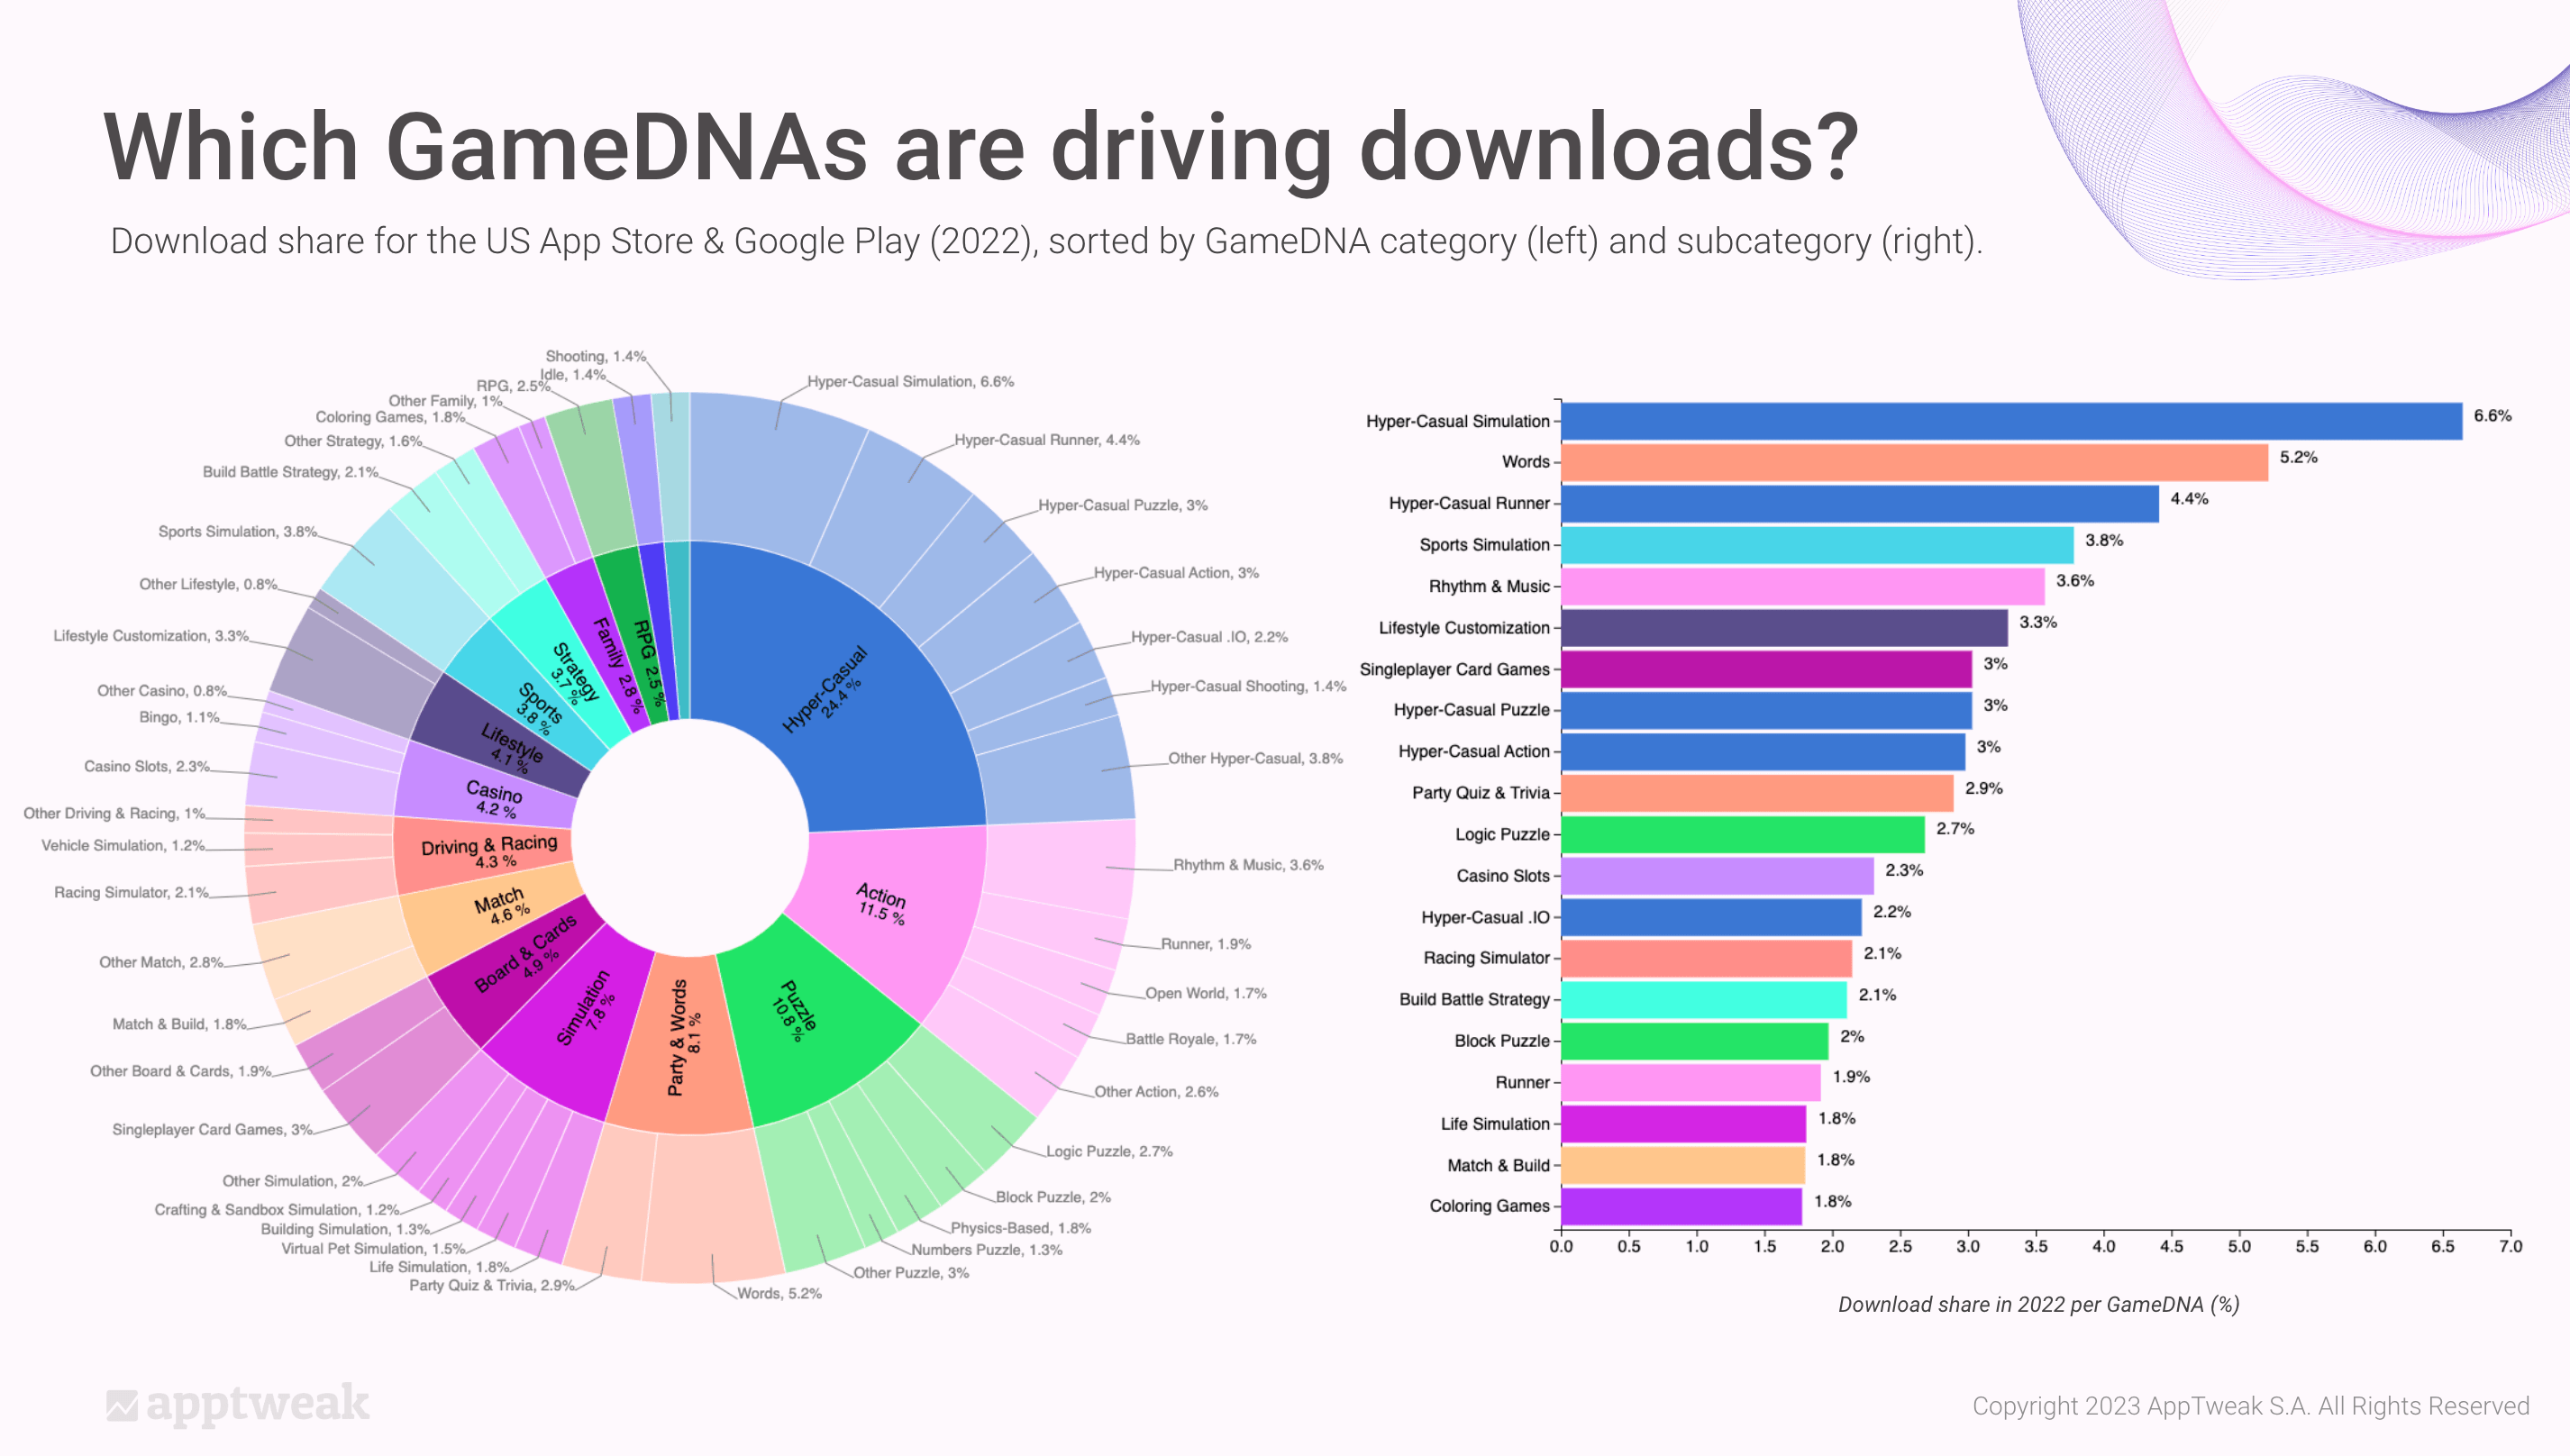 Which GameDNAs are driving downloads?
Download share for the US App Store & Google Play (2022), sorted by GameDNA category (left) and subcategory (right).
Shooting, 1.4%
Idle, 1.4%
RPG, 2.5%
Other Family, 1%
Coloring Games, 1.8%
Other Strategy, 1.6%
Build Battle Strategy, 2.1%
Sports Simulation, 3.8%
Other Lifestyle, 0.8%
Lifestyle Customization, 3.3%
Other Casino, 0.8%
Bingo, 1.1%
Casino Slots, 2.3%
Other Driving & Racing, 1%
Vehicle Simulation, 1.2%
Racing Simulator, 2.1%
Other Match, 2.8%
Match & Build, 1.8%
Other Board & Cards, 1.9%
Singleplayer Card Games, 3%
Other Simulation, 2%
Crafting & Sandbox Simulation, 1.2%
Building Simulation, 1.3%
Virtual Pet Simulation, 1.5%
Life Simulation, 1.8%
Party Quiz & Trivia, 2.9%
Words, 5.2%
Other Puzzle, 3%
Numbers Puzzle, 1.3%
Physics-Based, 1.8%
Block Puzzle, 2%
Logic Puzzle, 2.7%
Other Action, 2.6%
Battle Royale, 1.7%
Open World, 1.7%
Runner, 1.9%
Rhythm & Music, 3.6%
Other Hyper-Casual, 3.8%
Hyper-Casual Shooting, 1.4%
Hyper-Casual .IO, 2.2%
Hyper-Casual Action, 3%
Hyper-Casual Puzzle, 3%
Hyper-Casual Runner, 4.4%
Hyper-Casual Simulation, 6.6%
Hyper-Casual
24.4 %
Action
11.5 %
Puzzle
10.8 %
Party & Words
8.1 %
Simulation
7.8 %
Board & Cards
4.9 %
Match
4.6 %
Driving & Racing
4.3 %
Casino
4.2 %
Lifestyle
4.1 %
Sports
3.8 %
Strategy
3.7 %
Family 2.8 %
RPG 2.5 %
Hyper-Casual Simulation 6.6%
Words 5.2%
Hyper-Casual Runner 4.4%
Sports Simulation 3.8%
Rhythm & Music 3.6%
Lifestyle Customization 3.3%
Singleplayer Card Games 3%
Hyper-Casual Puzzle 3%
Hyper-Casual Action 3%
Party Quiz & Trivia 2.9%
Logic Puzzle 2.7%
Casino Slots 2.3%
Hyper-Casual .IO 2.2%
Racing Simulator 2.1%
Build Battle Strategy 2.1%
Block Puzzle 2%
Runner 1.9%
Life Simulation 1.8%
Match & Build 1.8%
Coloring Games 1.8%
0.0 0.5 1.0 1.5 2.0 2.5 3.0 3.5 4.0 4.5 5.0 5.5 6.0 6.5 7.0
Download share in 2022 per GameDNA (%)
apptweak
Copyright 2023 AppTweak S.A. All Rights Reserved